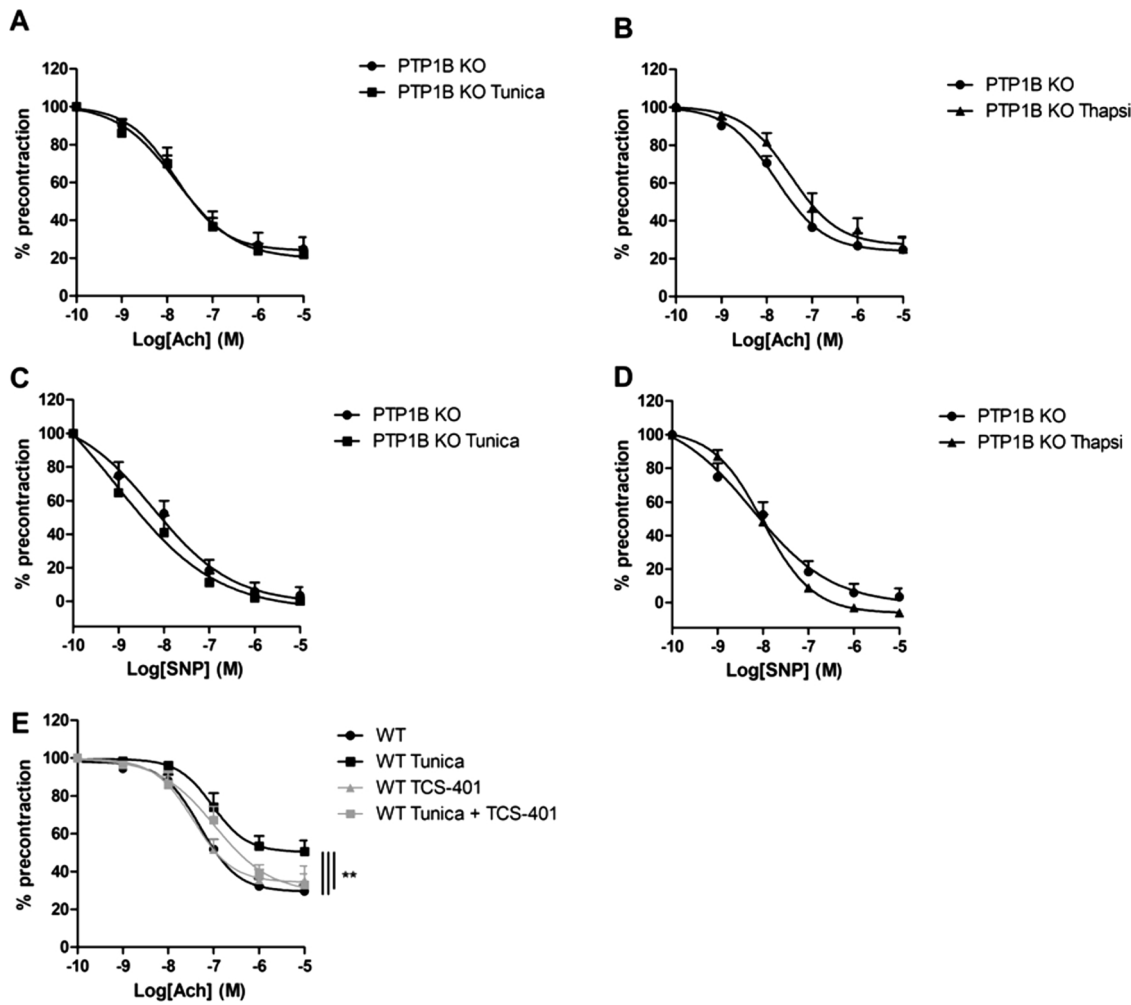 A
PTP1B KO
PTP1B KO Tunica
% precontraction
120
100
80
60
40
20
0
-10 -9 -8 -7 -6 -5
Log[Ach] (M)
B
PTP1B KO
PTP1B KO Thapsi
% precontraction
120
100
80
60
40
20
0
-10 -9 -8 -7 -6 -5
Log[Ach] (M)
C
PTP1B KO
PTP1B KO Tunica
% precontraction
120
100
80
60
40
20
0
-10 -9 -8 -7 -6 -5
Log[SNP] (M)
D
PTP1B KO
PTP1B KO Thapsi
% precontraction
120
100
80
60
40
20
0
-10 -9 -8 -7 -6 -5
Log[SNP] (M)
E
WT
WT Tunica
WT TCS-401
WT Tunica + TCS-401
% precontraction
120
100
80
60
40
20
0
**
-10 -9 -8 -7 -6 -5
Log[Ach] (M)